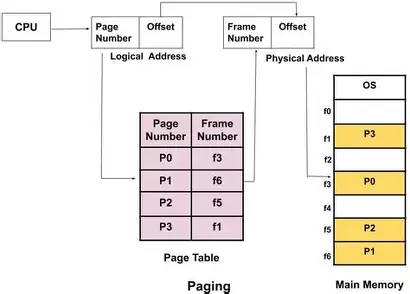 CPU
Page
Number
Offset
Logical Address
Frame
Number
Offset
Physical Address
Page
Number
Frame
Number
P0
f3
P1
f6
P2
f5
P3
f1
Page Table
Paging
OS
f0
f1
P3
f2
f3
P0
f4
f5
P2
f6
P1
Main Memory